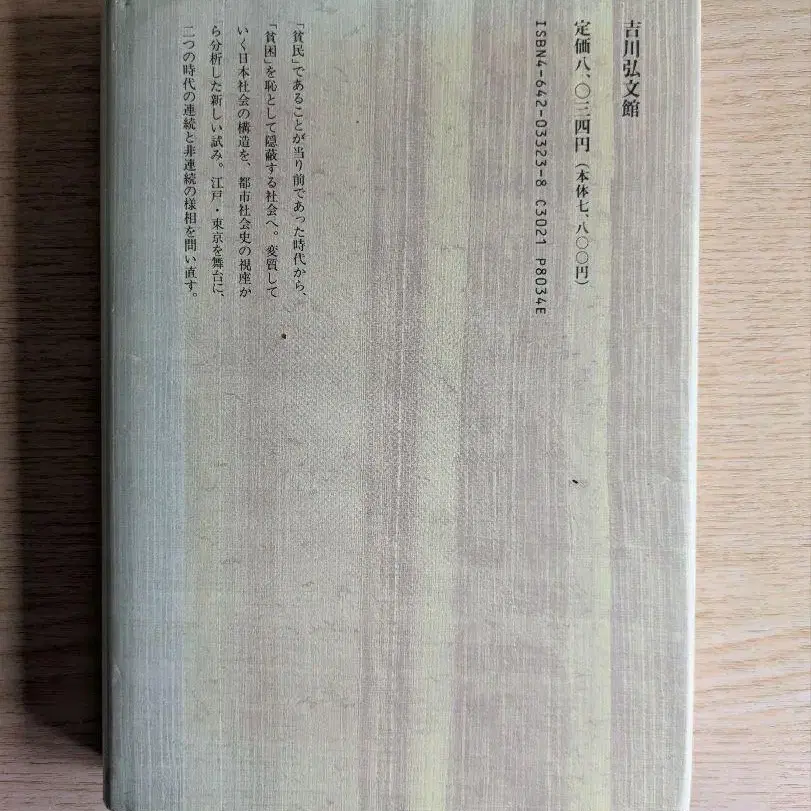 吉川弘文館
定価八、〇三四円（本体七、八〇〇円）
ISBN4-642-03323-8 C3021 P8034E
「貧民」であることが当り前であった時代から、
「貧困」を恥として隠蔽する社会へ。変質して
いく日本社会の構造を、都市社会史の視座か
ら分析した新しい試み。江戸・東京を舞台に、
二つの時代の連続と非連続の様相を問い直す。